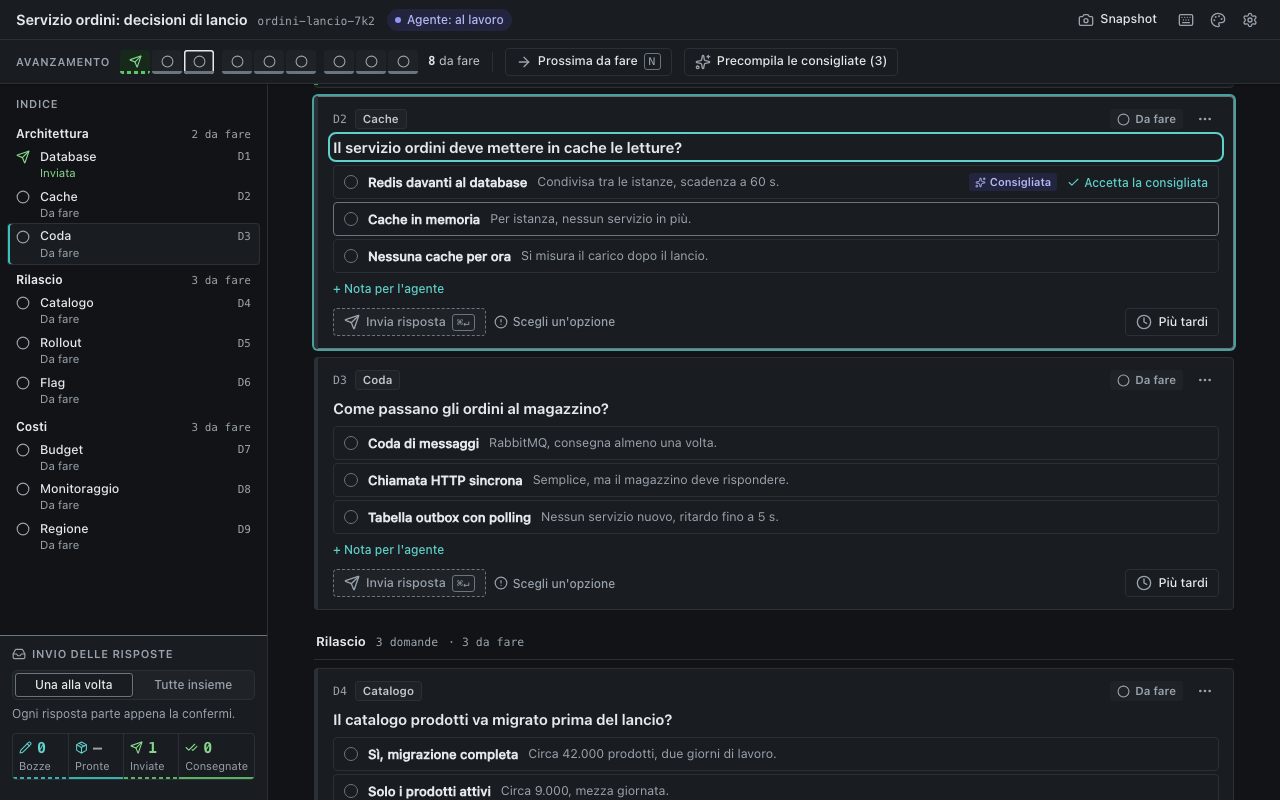 Servizio ordini: decisioni di lancio ordini-lancio-7k2 Agente: al lavoro Snapshot
AVANZAMENTO 8 da fare Prossima da fare N Precompila le consigliate (3)
INDICE
Architettura 2 da fare
Database D1
Inviata
Cache D2
Da fare
Coda D3
Da fare
Rilascio 3 da fare
Catalogo D4
Da fare
Rollout D5
Da fare
Flag D6
Da fare
Costi 3 da fare
Budget D7
Da fare
Monitoraggio D8
Da fare
Regione D9
Da fare
INVIO DELLE RISPOSTE
Una alla volta Tutte insieme
Ogni risposta parte appena la confermi.
0 – 1 0
Bozze Pronte Inviate Consegnate
D2 Cache Da fare
Il servizio ordini deve mettere in cache le letture?
Redis davanti al database Condivisa tra le istanze, scadenza a 60 s. Consigliata Accetta la consigliata
Cache in memoria Per istanza, nessun servizio in più.
Nessuna cache per ora Si misura il carico dopo il lancio.
+ Nota per l'agente
Invia risposta ⌘↵ Scegli un'opzione Più tardi
D3 Coda Da fare
Come passano gli ordini al magazzino?
Coda di messaggi RabbitMQ, consegna almeno una volta.
Chiamata HTTP sincrona Semplice, ma il magazzino deve rispondere.
Tabella outbox con polling Nessun servizio nuovo, ritardo fino a 5 s.
+ Nota per l'agente
Invia risposta ⌘↵ Scegli un'opzione Più tardi
Rilascio 3 domande · 3 da fare
D4 Catalogo Da fare
Il catalogo prodotti va migrato prima del lancio?
Sì, migrazione completa Circa 42.000 prodotti, due giorni di lavoro.
Solo i prodotti attivi Circa 9.000, mezza giornata.